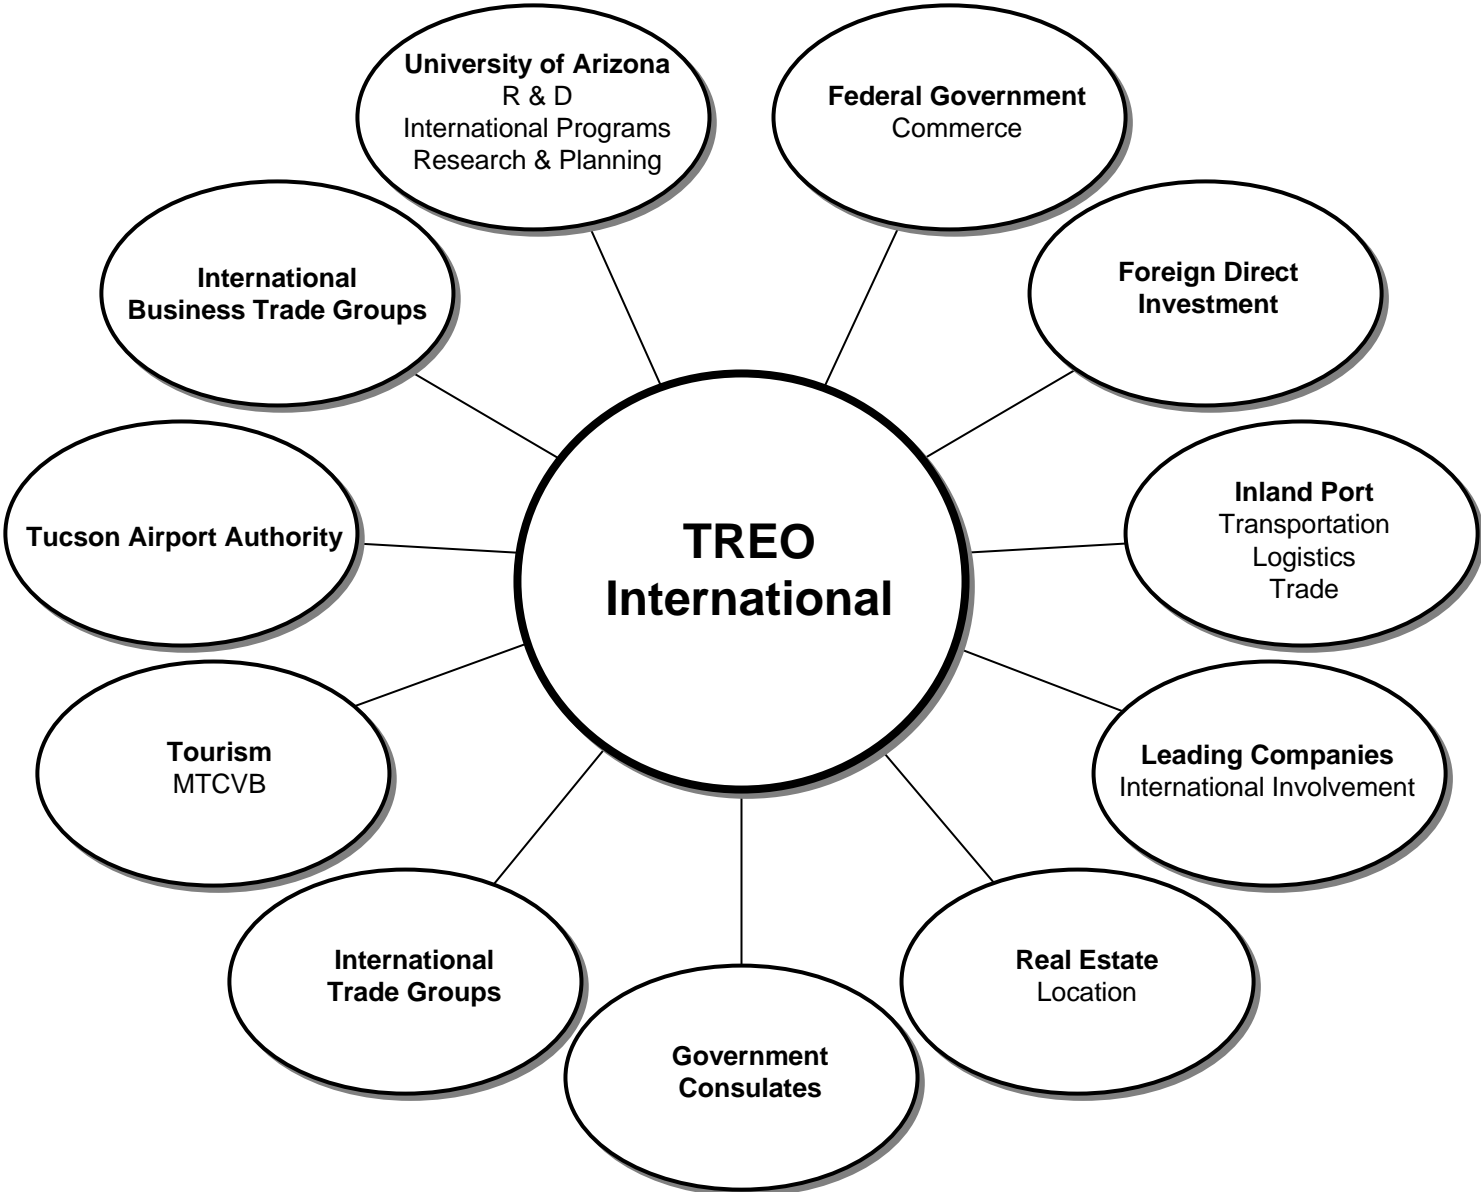 University of Arizona
R & D
International Programs
Research & Planning
Federal Government
Commerce
International
Business Trade Groups
Foreign Direct
Investment
Tucson Airport Authority
TREO
International
Inland Port
Transportation
Logistics
Trade
Tourism
MTCVB
Leading Companies
International Involvement
International
Trade Groups
Real Estate
Location
Government
Consulates